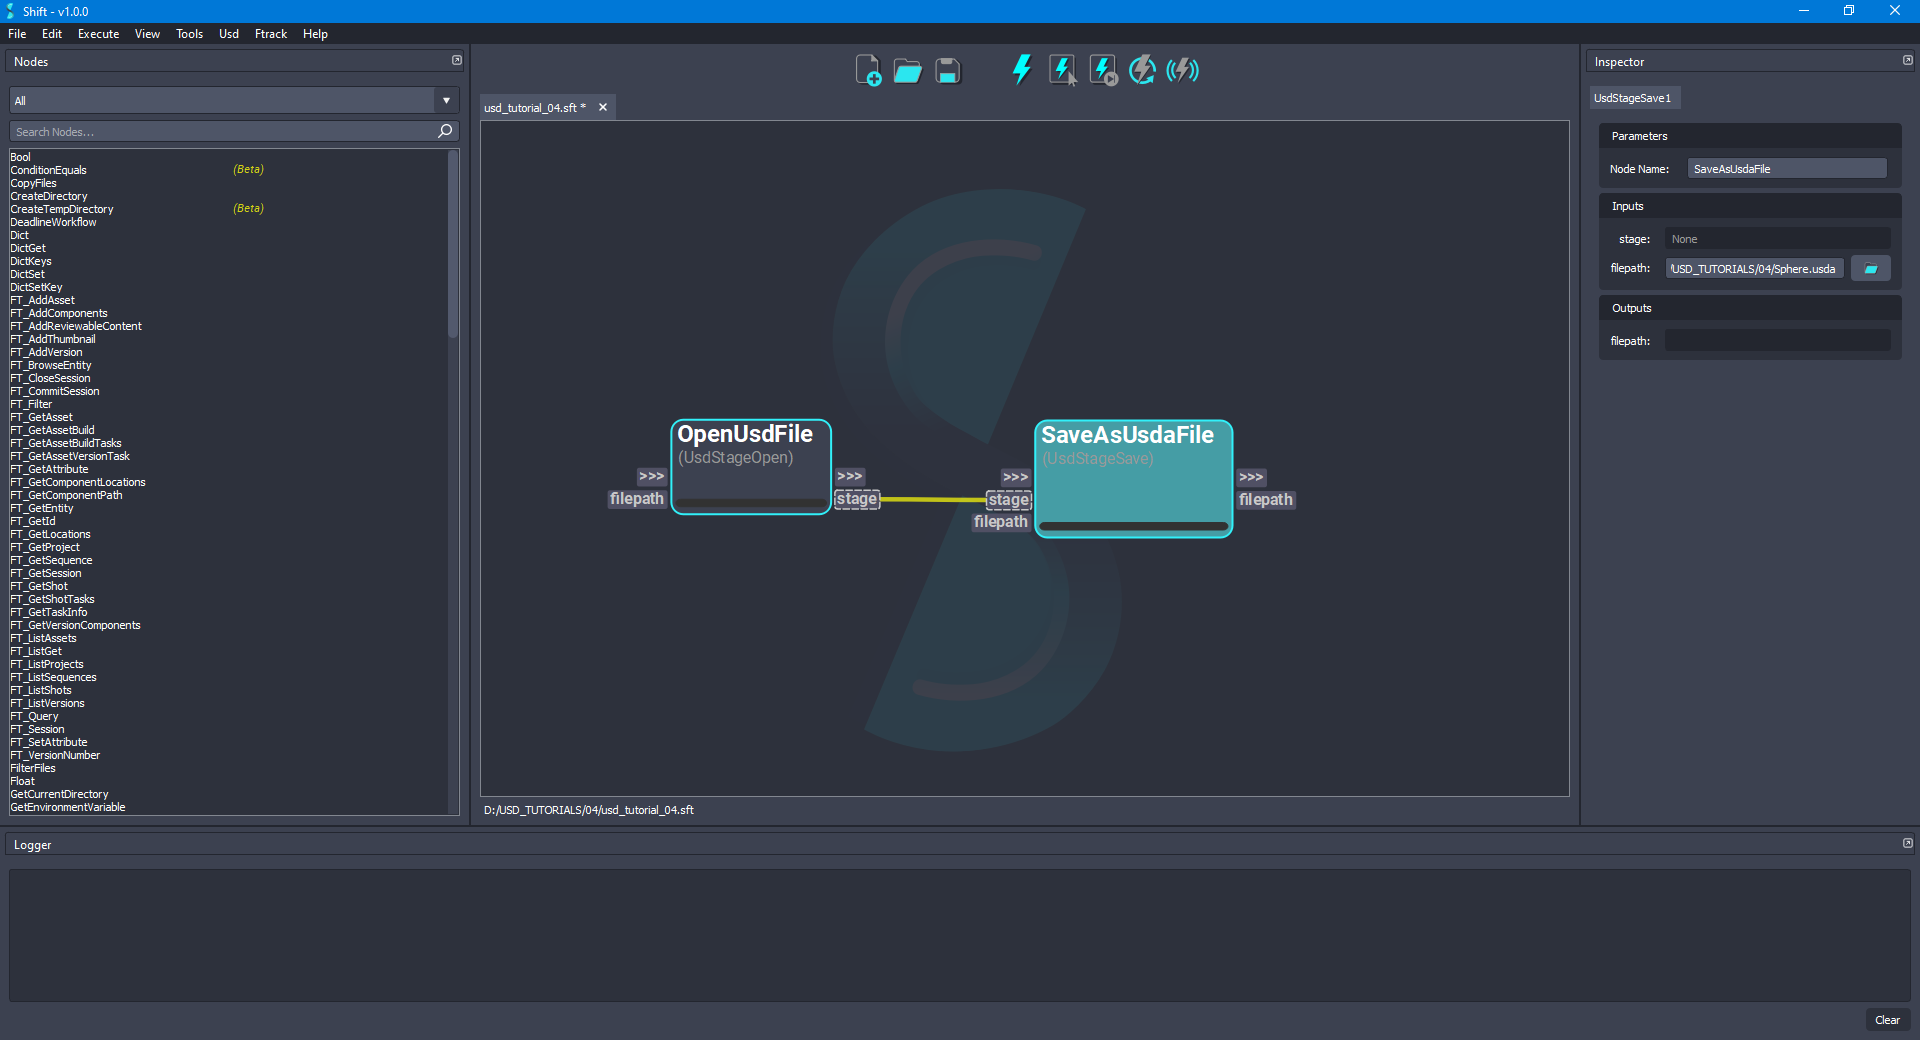 Shift - v1.0.0
File Edit Execute View Tools Usd Ftrack Help
Nodes
All
Search Nodes...
Bool
ConditionEquals (Beta)
CopyFiles
CreateDirectory
CreateTempDirectory (Beta)
DeadlineWorkflow
Dict
DictGet
DictKeys
DictSet
DictSetKey
FT_AddAsset
FT_AddComponents
FT_AddReviewableContent
FT_AddThumbnail
FT_AddVersion
FT_BrowseEntity
FT_CloseSession
FT_CommitSession
FT_Filter
FT_GetAsset
FT_GetAssetBuild
FT_GetAssetBuildTasks
FT_GetAssetVersionTask
FT_GetAttribute
FT_GetComponentLocations
FT_GetComponentPath
FT_GetEntity
FT_GetId
FT_GetLocations
FT_GetProject
FT_GetSequence
FT_GetSession
FT_GetShot
FT_GetShotTasks
FT_GetTaskInfo
FT_GetVersionComponents
FT_ListAssets
FT_ListGet
FT_ListProjects
FT_ListSequences
FT_ListShots
FT_ListVersions
FT_Query
FT_Session
FT_SetAttribute
FT_VersionNumber
FilterFiles
Float
GetCurrentDirectory
GetEnvironmentVariable
usd_tutorial_04.sft *
OpenUsdFile
(UsdStageOpen)
>>>
filepath
>>>
stage
SaveAsUsdaFile
(UsdStageSave)
>>>
stage
filepath
>>>
filepath
D:/USD_TUTORIALS/04/usd_tutorial_04.sft
Inspector
UsdStageSave1
Parameters
Node Name: SaveAsUsdaFile
Inputs
stage: None
filepath: /USD_TUTORIALS/04/Sphere.usda
Outputs
filepath:
Logger
Clear